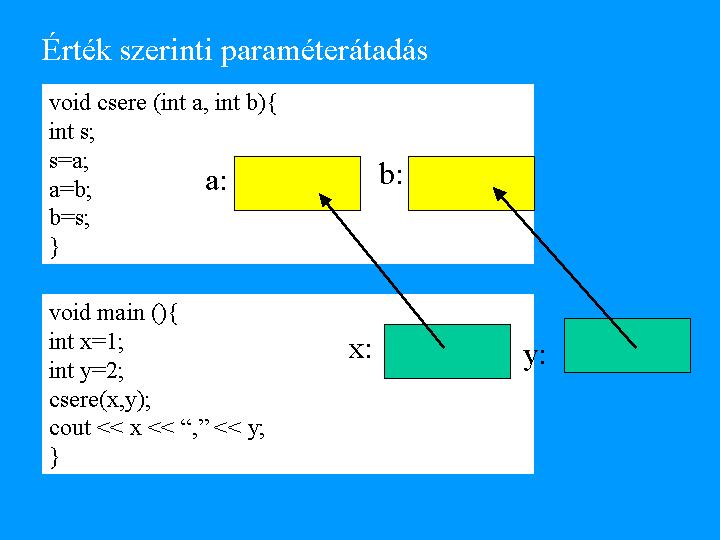 Érték szerinti paraméterátadás
void csere (int a, int b){
int s;
s=a;
a=b;
b=s;
}
a:
b:
void main (){
int x=1;
int y=2;
csere(x,y);
cout << x << “,” << y;
}
x:
y: